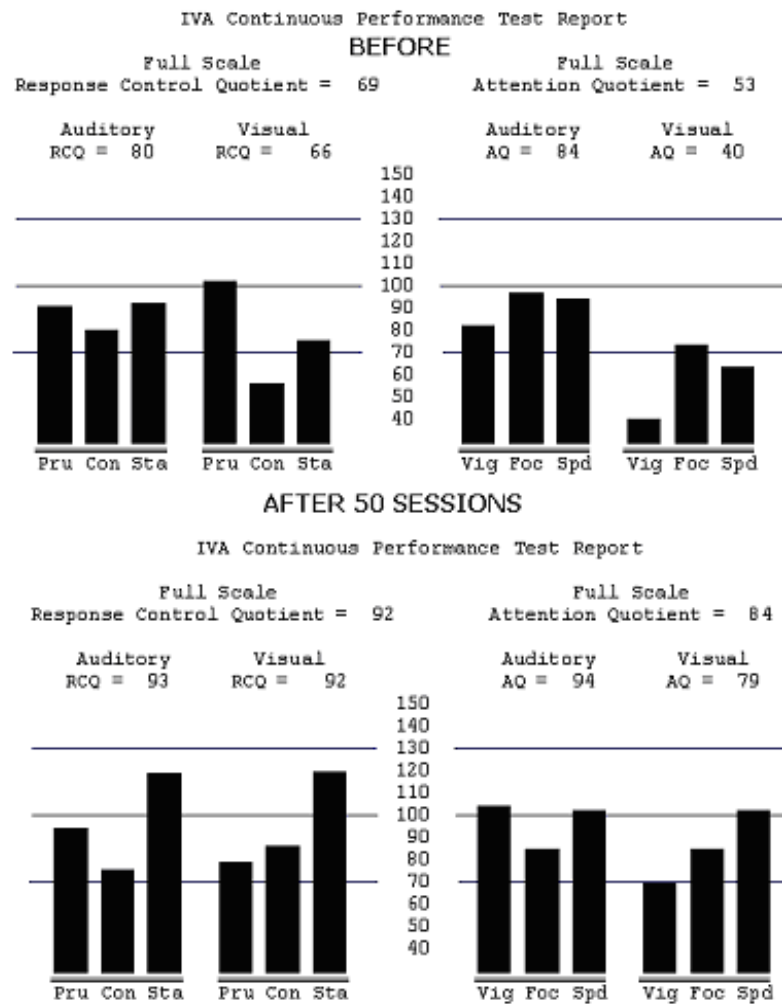 IVA Continuous Performance Test Report
BEFORE
Full Scale
Response Control Quotient = 69
Full Scale
Attention Quotient = 53
Auditory Visual
RCQ = 80 RCQ = 66
Auditory Visual
AQ = 84 AQ = 40
150
140
130
120
110
100
90
80
70
60
50
40
Pru Con Sta Pru Con Sta
Vig Foc Spd Vig Foc Spd
AFTER 50 SESSIONS
IVA Continuous Performance Test Report
Full Scale
Response Control Quotient = 92
Full Scale
Attention Quotient = 84
Auditory Visual
RCQ = 93 RCQ = 92
Auditory Visual
AQ = 94 AQ = 79
150
140
130
120
110
100
90
80
70
60
50
40
Pru Con Sta Pru Con Sta
Vig Foc Spd Vig Foc Spd